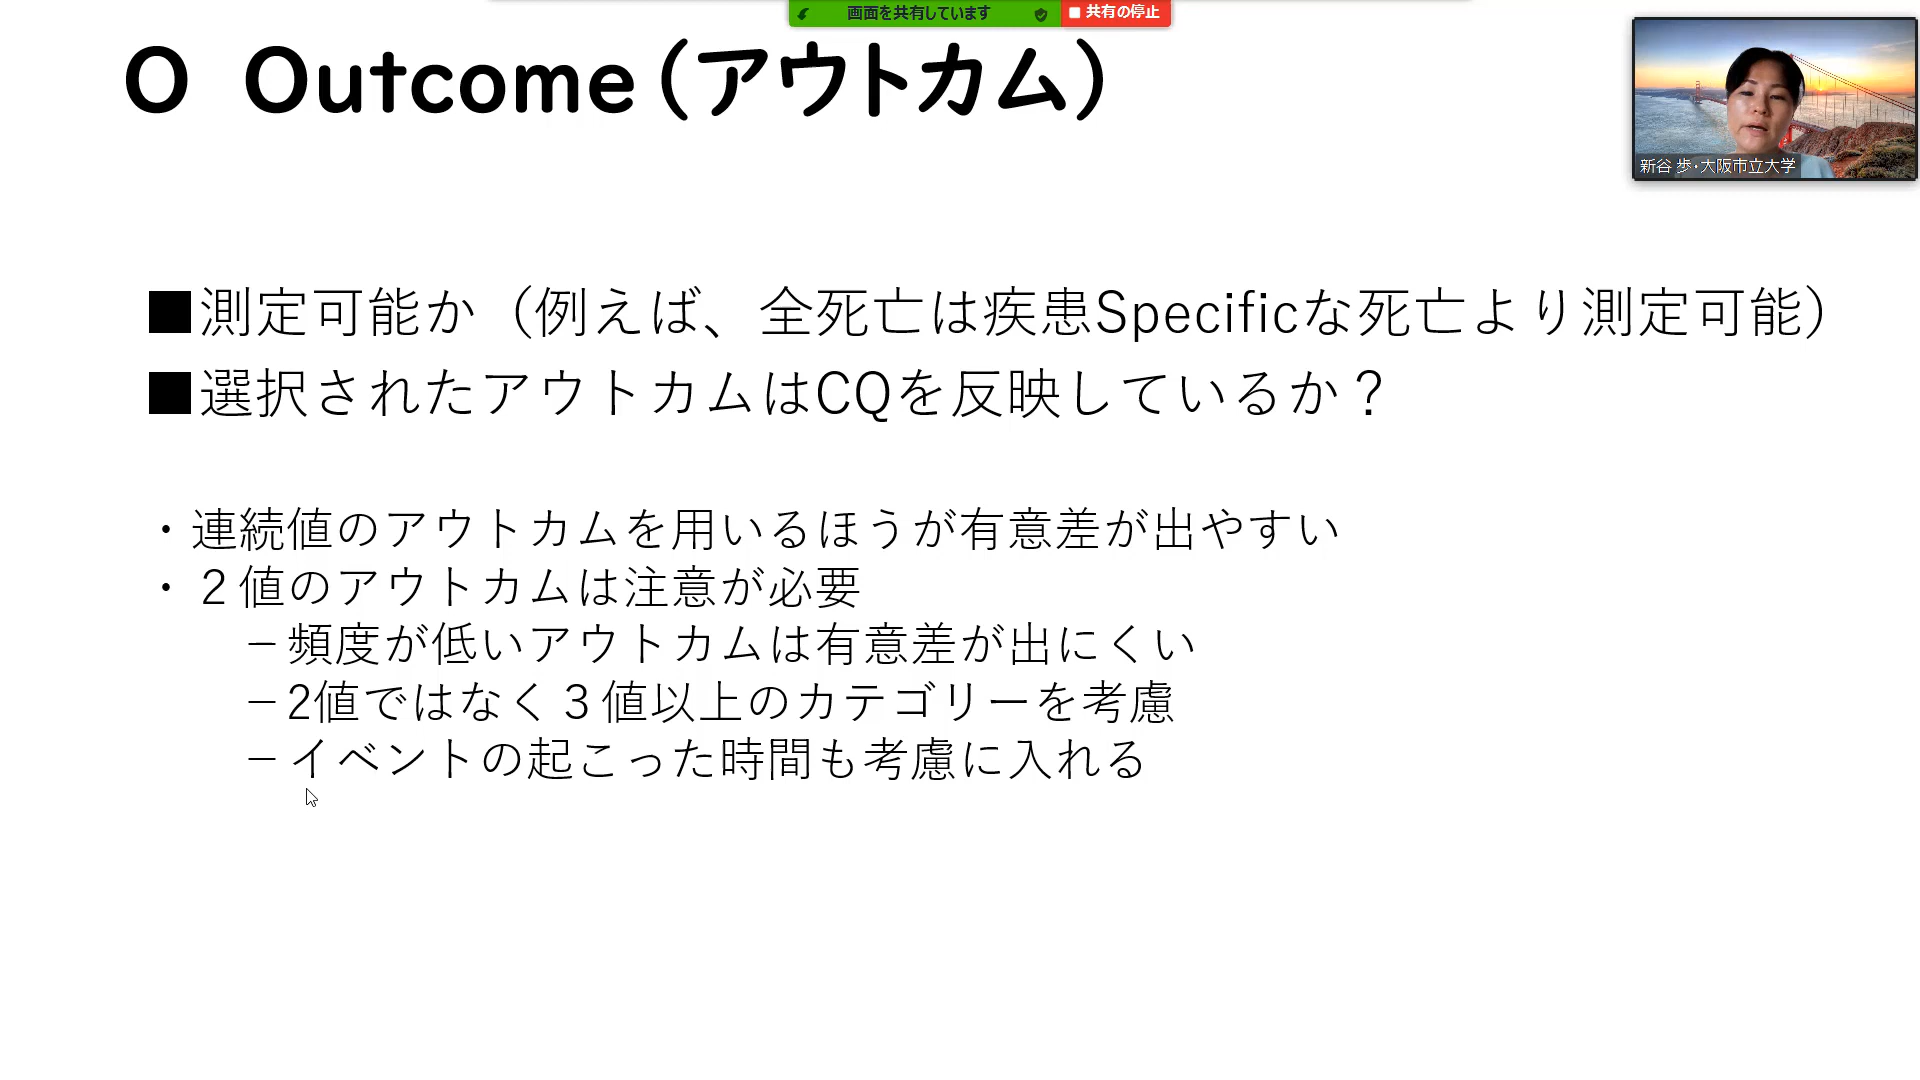 画面を共有しています
共有の停止
O Outcome（アウトカム）
新谷 歩・大阪市立大学
■測定可能か（例えば、全死亡は疾患Specificな死亡より測定可能）
■選択されたアウトカムはCQを反映しているか？
・連続値のアウトカムを用いるほうが有意差が出やすい
・２値のアウトカムは注意が必要
－頻度が低いアウトカムは有意差が出にくい
－2値ではなく３値以上のカテゴリーを考慮
－イベントの起こった時間も考慮に入れる